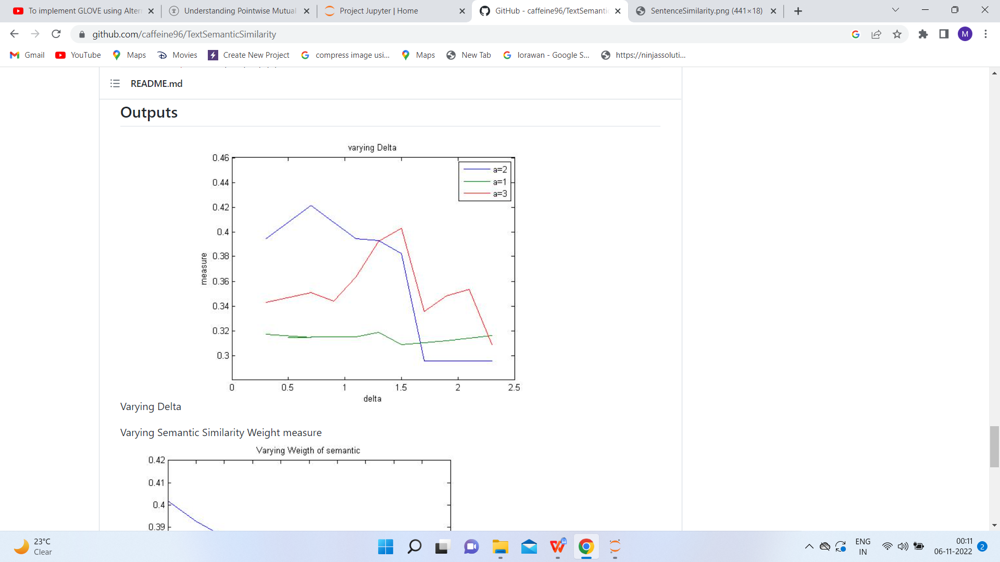 To implement GLOVE using Alter
Understanding Pointwise Mutual
Project Jupyter | Home
GitHub - caffeine96/TextSemantic
SentenceSimilarity.png (441×18)
github.com/caffeine96/TextSemanticSimilarity
M
Gmail
YouTube
Maps
Movies
Create New Project
compress image usi...
Maps
New Tab
lorawan - Google S...
https://ninjassoluti...
README.md
Outputs
varying Delta
0.46
0.44
0.42
0.4
0.38
0.36
0.34
0.32
0.3
measure
a=2
a=1
a=3
0 0.5 1 1.5 2 2.5
delta
Varying Delta
Varying Semantic Similarity Weight measure
Varying Weigth of semantic
0.42
0.41
0.4
0.39
23°C
Clear
ENG
IN
00:11
06-11-2022
2